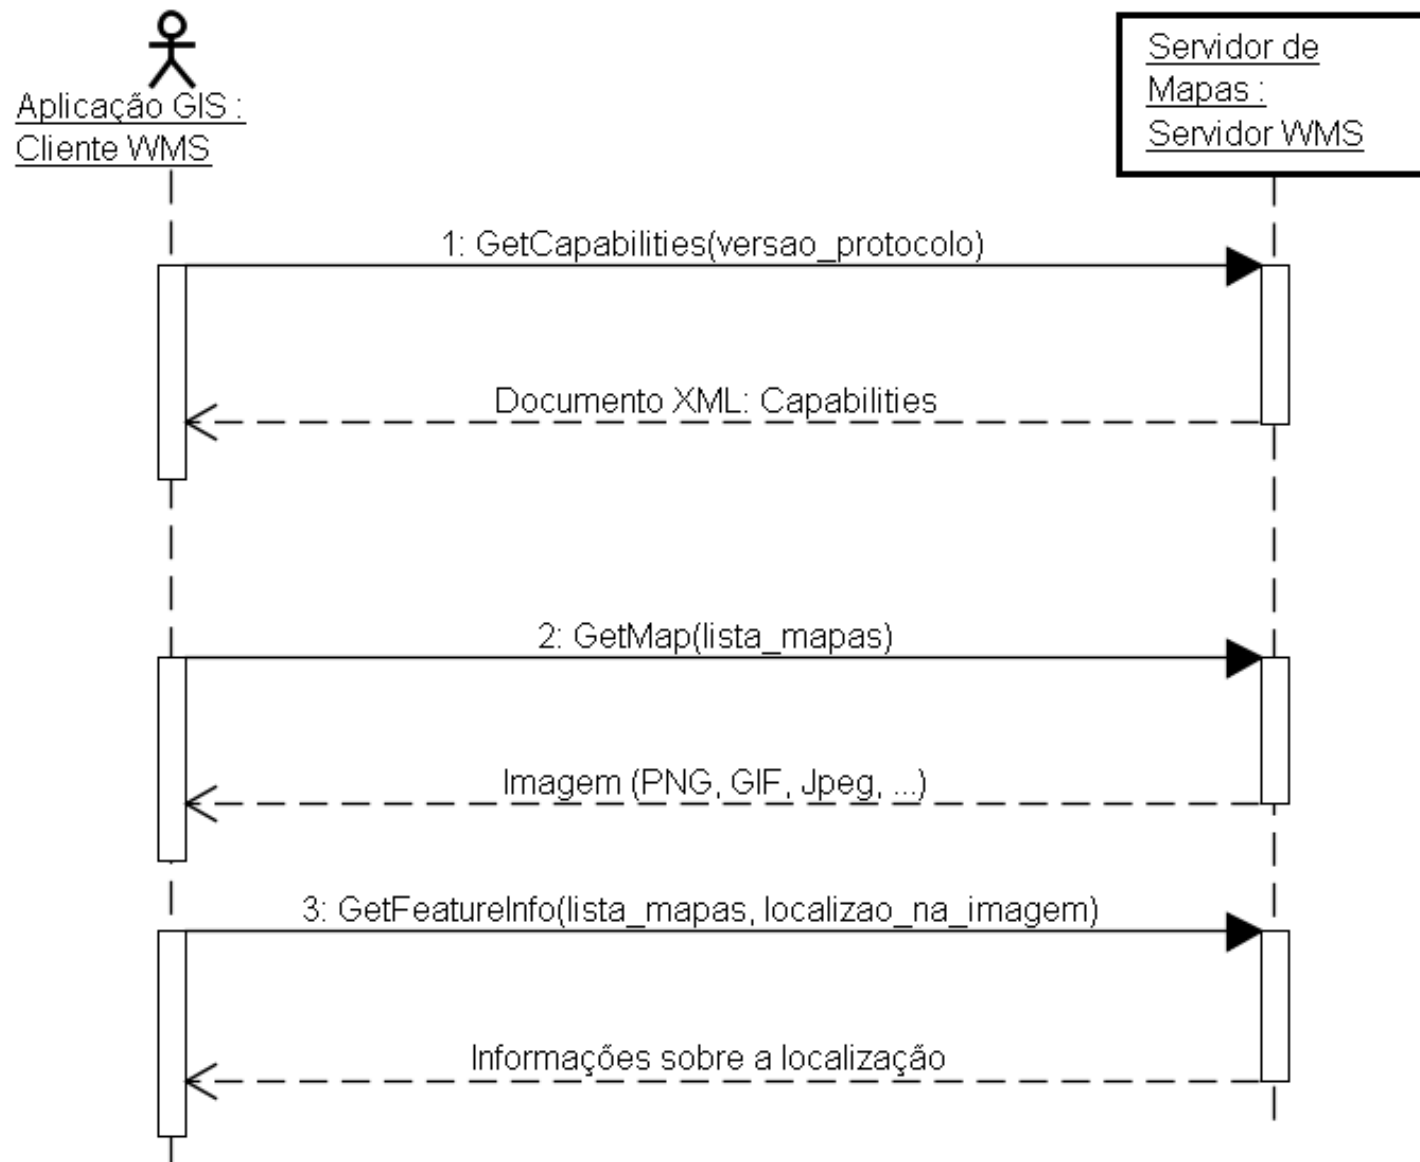 Aplicação GIS :
Cliente WMS
Servidor de
Mapas :
Servidor WMS
1: GetCapabilities(versao_protocolo)
Documento XML: Capabilities
2: GetMap(lista_mapas)
Imagem (PNG, GIF, Jpeg, ...)
3: GetFeatureInfo(lista_mapas, localizao_na_imagem)
Informações sobre a localização